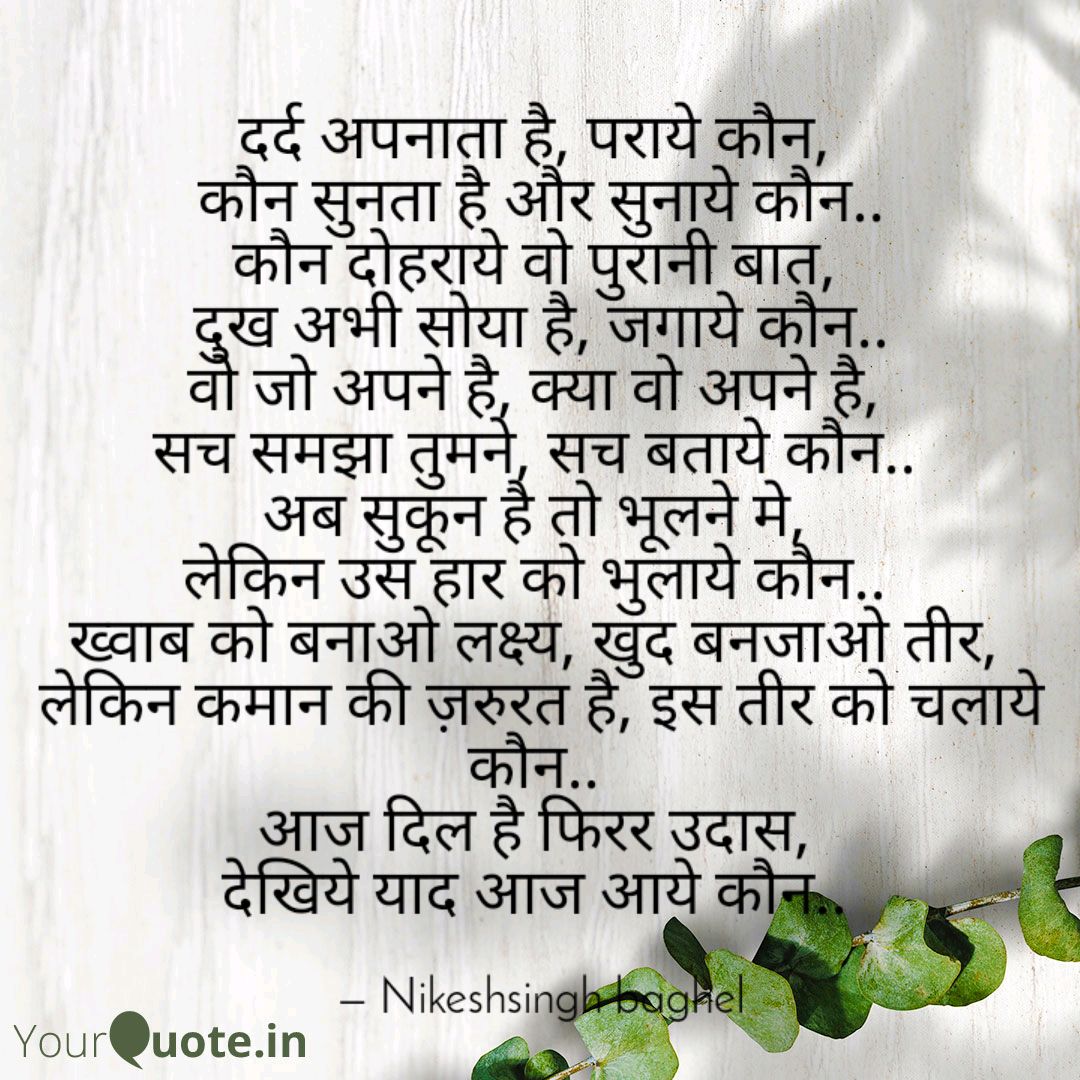 दर्द अपनाता है, पराये कौन,
कौन सुनता है और सुनाये कौन..
कौन दोहराये वो पुरानी बात,
दुख अभी सोया है, जगाये कौन..
वो जो अपने है, क्या वो अपने है,
सच समझा तुमने, सच बताये कौन..
अब सुकून है तो भूलने मे,
लेकिन उस हार को भुलाये कौन..
ख्वाब को बनाओ लक्ष्य, खुद बनजाओ तीर,
लेकिन कमान की ज़रुरत है, इस तीर को चलाये
कौन..
आज दिल है फिरर उदास,
देखिये याद आज आये कौन..
– Nikeshsingh baghel
YourQuote.in